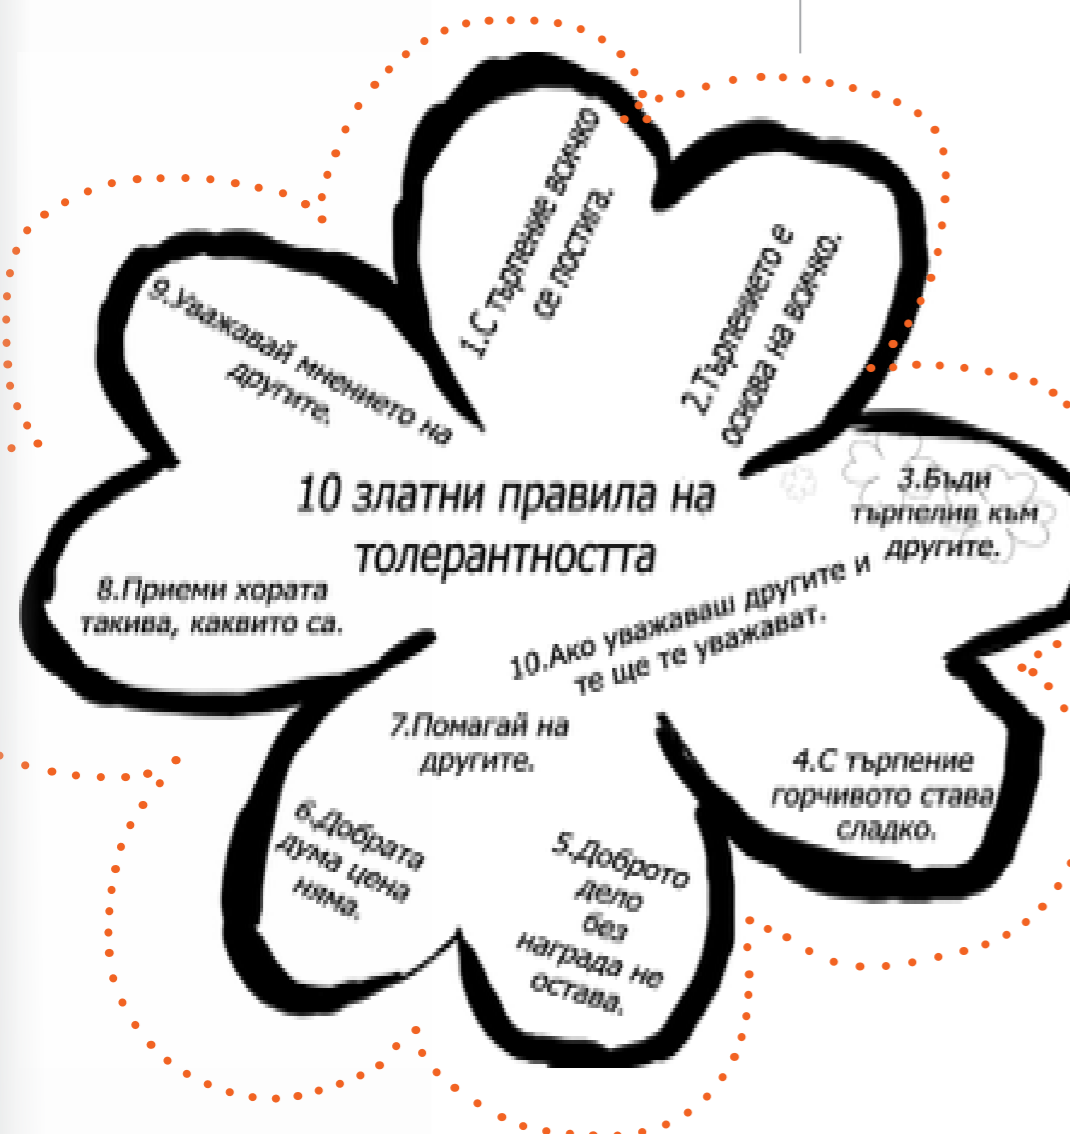 10 златни правила на
толерантността
1.С търпение всичко
се постига.
2.Търпението е
основа на всичко.
3.Бъди
търпелив към
другите.
4.С търпение
горчивото става
сладко.
5.Доброто
дело
без
награда не
остава.
6.Добрата
дума цена
няма.
7.Помагай на
другите.
8.Приеми хората
такива, каквито са.
9.Уважавай мнението на
другите.
10.Ако уважаваш другите и
те ще те уважават.